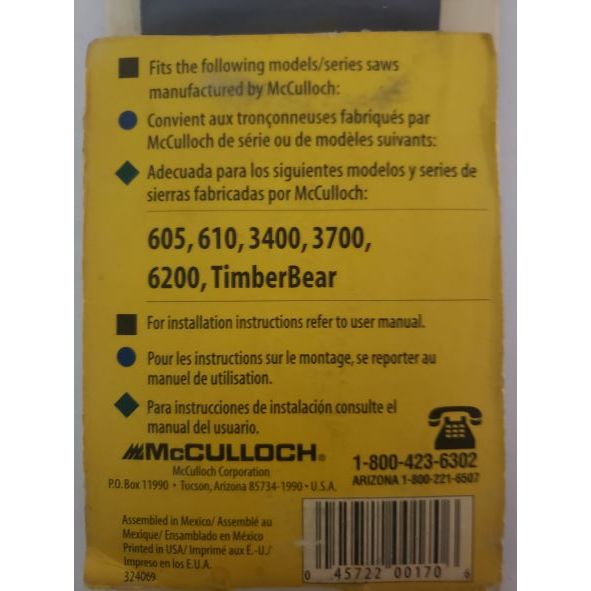 Fits the following models/series saws
manufactured by McCulloch:
Convient aux tronçonneuses fabriqués par
McCulloch de série ou de modèles suivants:
Adecuada para los siguientes modelos y series de
sierras fabricadas por McCulloch:
605, 610, 3400, 3700,
6200, TimberBear
For installation instructions refer to user manual.
Pour les instructions sur le montage, se reporter au
manuel de utilisation.
Para instrucciones de instalación consulte el
manual del usuario.
McCULLOCH®
McCulloch Corporation
P.O. Box 11990 • Tucson, Arizona 85734-1990 • U.S.A.
1-800-423-6302
ARIZONA 1-800-221-6507
Assembled in Mexico/ Assemblé au
Mexique/ Ensamblado en México
Printed in USA/ Imprimé aux É.-U./
Impreso en los E.U.A.
324069
0 45722 00170 6